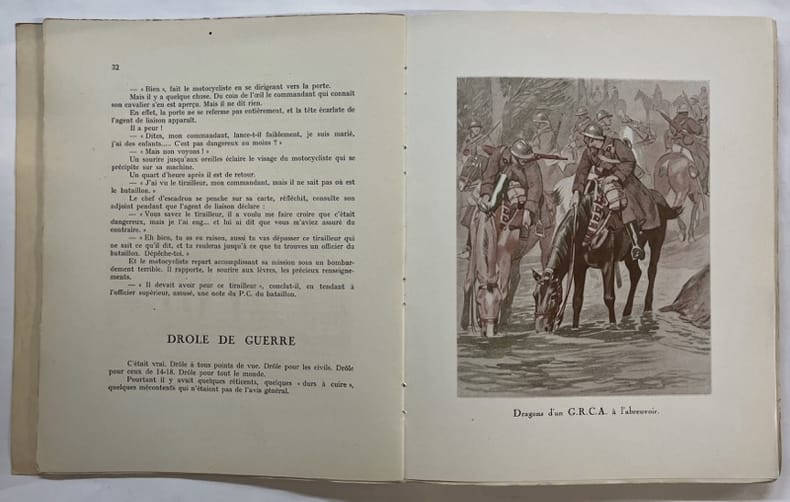 32
— « Bien », fait le motocycliste en se dirigeant vers la porte.
Mais il y a quelque chose. Du coin de l'œil le commandant qui connaît
son cavalier s'en est aperçu. Mais il ne dit rien.
En effet, la porte ne se referme pas entièrement, et la tête écarlate de
l'agent de liaison apparaît.
Il a peur !
— « Dites, mon commandant, lance-t-il faiblement, je suis marié,
j'ai des enfants.... C'est pas dangereux au moins ? »
— « Mais non voyons ! »
Un sourire jusqu'aux oreilles éclaire le visage du motocycliste qui se
précipite sur sa machine.
Un quart d'heure après il est de retour.
— « J'ai vu le tirailleur, mon commandant, mais il ne sait pas où est
le bataillon. »
Le chef d'escadron se penche sur sa carte, réfléchit, consulte son
adjoint pendant que l'agent de liaison déclare :
— « Vous savez le tirailleur, il a voulu me faire croire que c'était
dangereux, mais je l'ai eng... et lui ai dit que vous m'aviez assuré du
contraire. »
— « Eh bien, tu as eu raison, aussi tu vas dépasser ce tirailleur qui
ne sait ce qu'il dit, et tu rouleras jusqu'à ce que tu trouves un officier du
bataillon. Dépêche-toi. »
Et le motocycliste repart accomplissant sa mission sous un bombar-
dement terrible. Il rapporte, le sourire aux lèvres, les précieux renseigne-
ments.
— « Il devait avoir peur ce tirailleur », conclut-il, en tendant à
l'officier supérieur, amusé, une note du P.C. du bataillon.
DROLE DE GUERRE
C'était vrai. Drôle à tous points de vue. Drôle pour les civils. Drôle
pour ceux de 14-18. Drôle pour tout le monde.
Pourtant il y avait quelques réticents, quelques « durs à cuire »,
quelques mécontents qui n'étaient pas de l'avis général.
Dragons d'un G.R.C.A. à l'abreuvoir.